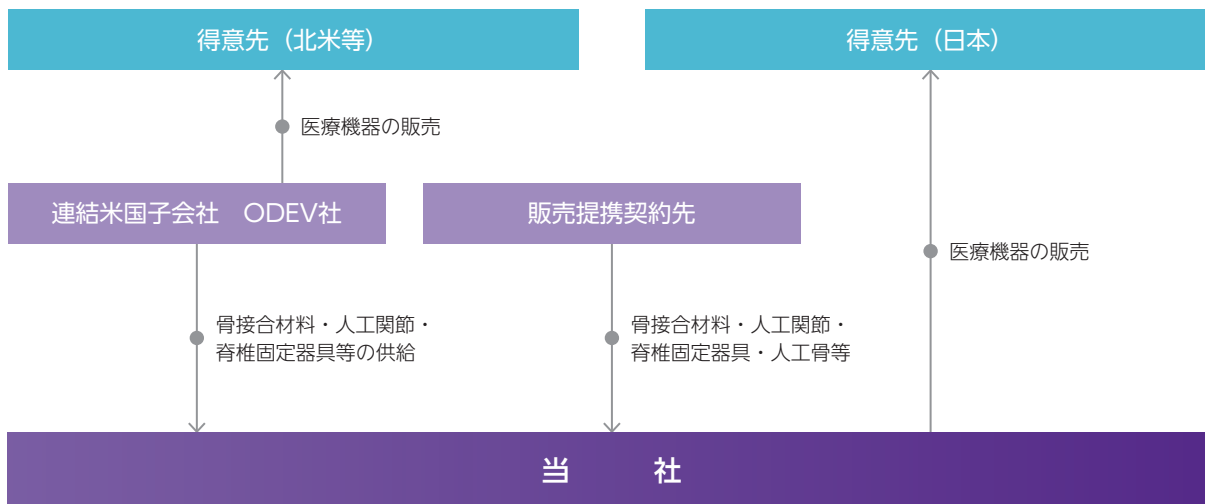 得意先（北米等）
得意先（日本）
医療機器の販売
連結米国子会社　ODEV社
販売提携契約先
医療機器の販売
骨接合材料・人工関節・
脊椎固定器具等の供給
骨接合材料・人工関節・
脊椎固定器具・人工骨等
当　社